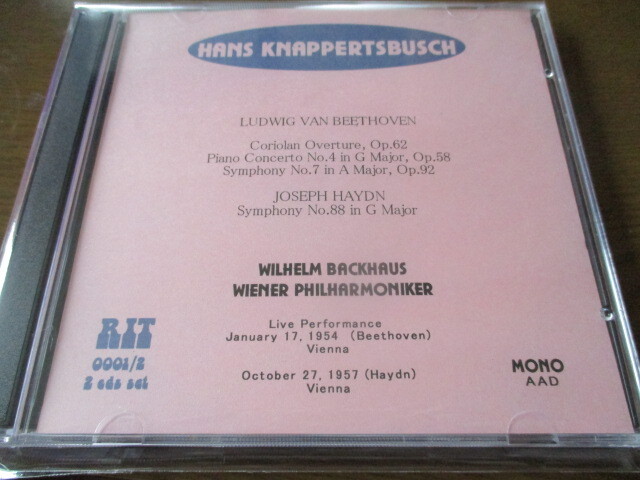 HANS KNAPPERTSBUSCH
LUDWIG VAN BEETHOVEN
Coriolan Overture, Op.62
Piano Concerto No.4 in G Major, Op.58
Symphony No.7 in A Major, Op.92
JOSEPH HAYDN
Symphony No.88 in G Major
WILHELM BACKHAUS
WIENER PHILHARMONIKER
Live Performance
January 17, 1954 (Beethoven)
Vienna
October 27, 1957 (Haydn)
Vienna
RIT
0001/2
2 cds set
MONO
AAD